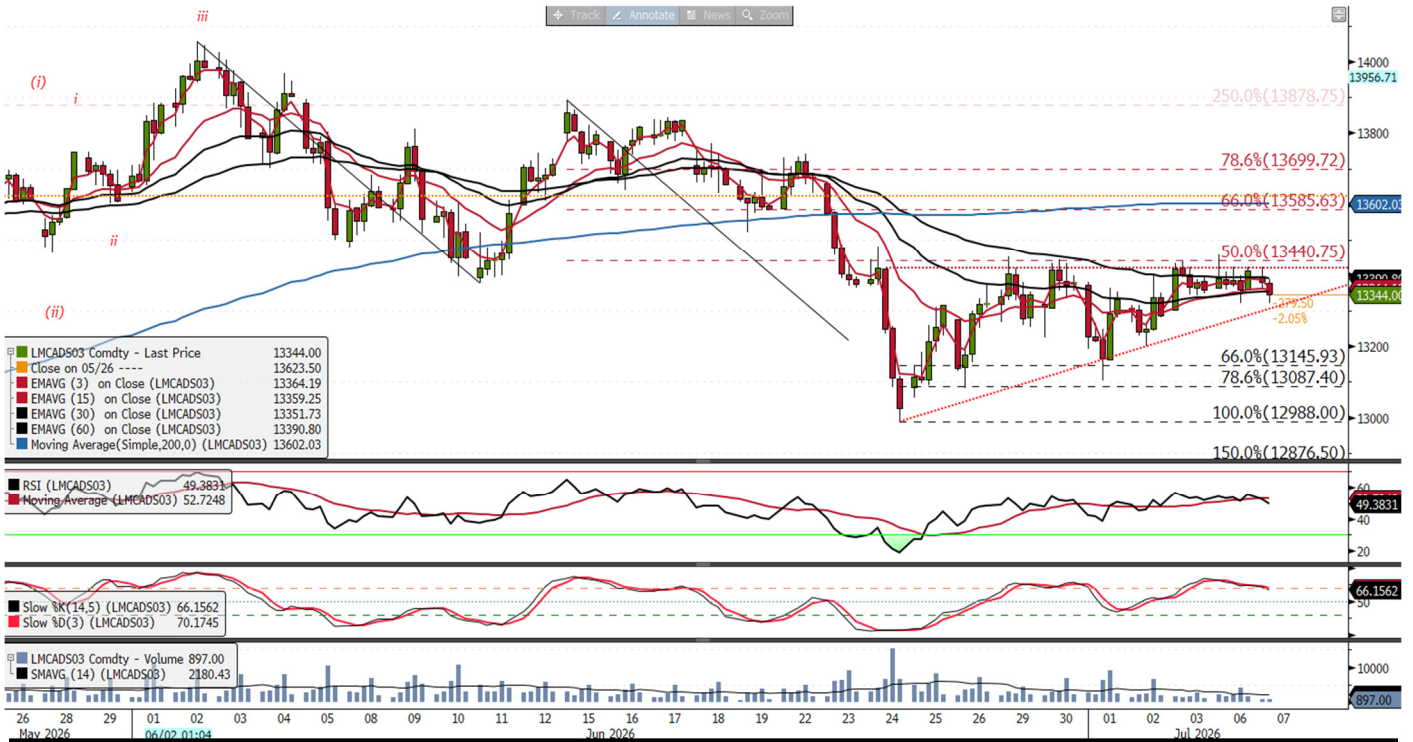 Track Annotate News Zoom
iii
(i)
i
ii
(ii)
14000
13956.71
250.0%(13878.75)
13800
78.6%(13699.72)
66.0%(13585.63)
13602.03
50.0%(13440.75)
13390.80
13344.00
-279.50
-2.05%
13200
66.0%(13145.93)
78.6%(13087.40)
13000
100.0%(12988.00)
150.0%(12876.50)
LMCADS03 Comdty - Last Price 13344.00
Close on 05/26 ---- 13623.50
EMAVG (3) on Close (LMCADS03) 13364.19
EMAVG (15) on Close (LMCADS03) 13359.25
EMAVG (30) on Close (LMCADS03) 13351.73
EMAVG (60) on Close (LMCADS03) 13390.80
Moving Average(Simple,200,0) (LMCADS03) 13602.03
RSI (LMCADS03) 49.3831
Moving Average (LMCADS03) 52.7248
60
49.3831
40
20
Slow %K(14,5) (LMCADS03) 66.1562
Slow %D(3) (LMCADS03) 70.1745
66.1562
50
LMCADS03 Comdty - Volume 897.00
SMAVG (14) (LMCADS03) 2180.43
10000
897.00
26 28 29 01 02 03 04 05 08 09 10 11 12 15 16 17 18 19 22 23 24 25 26 29 30 01 02 03 06 07
May 2026 06/02 01:04 Jun 2026 Jul 2026